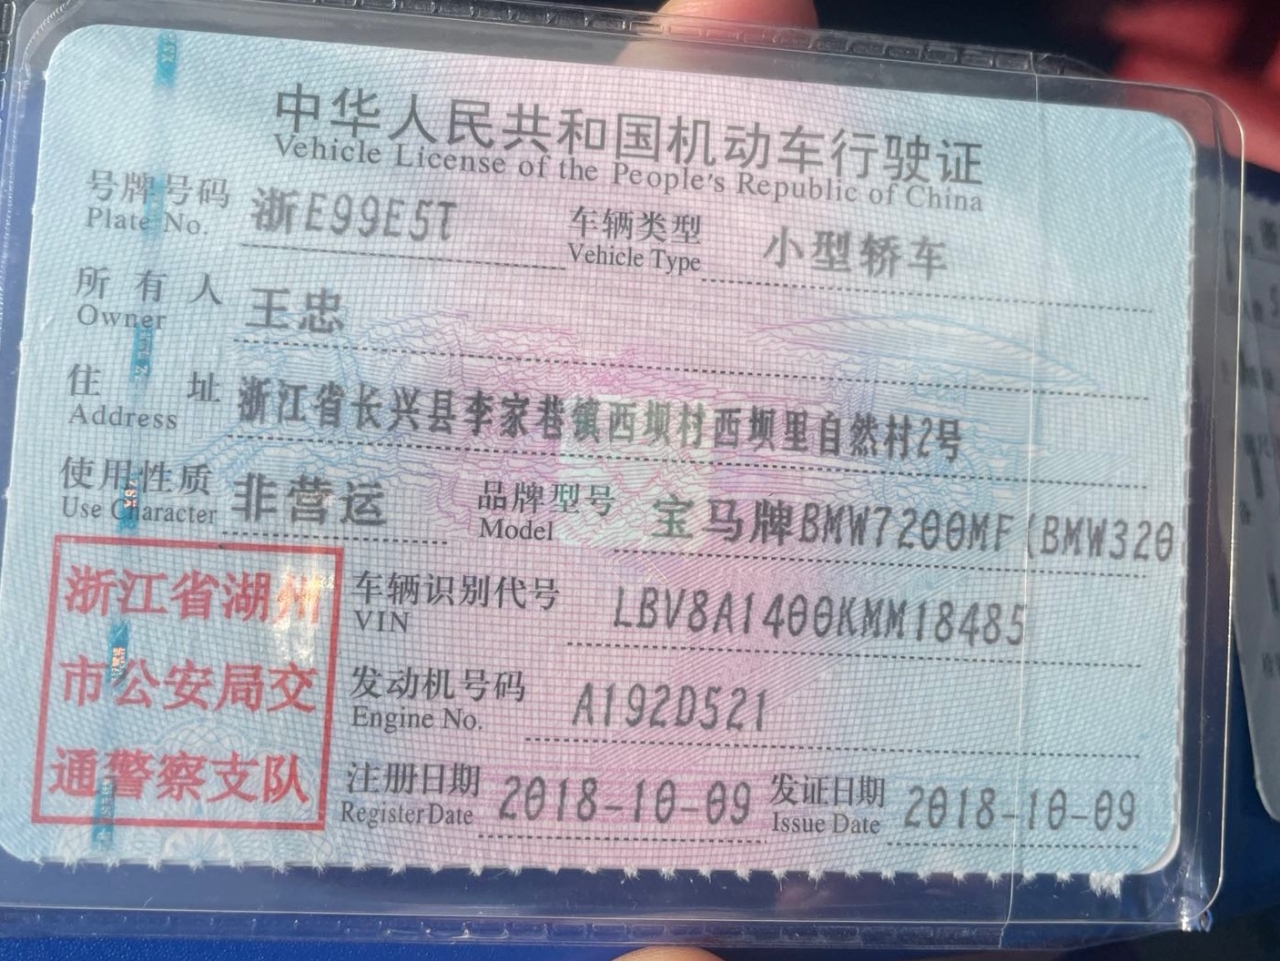 中华人民共和国机动车行驶证
Vehicle License of the People's Republic of China
号牌号码 浙E99E5T 车辆类型 小型轿车
Plate No. Vehicle Type
所有人 王忠
Owner
住址 浙江省长兴县李家巷镇西坝村西坝里自然村2号
Address
使用性质 非营运 品牌型号 宝马牌BMW7200MF(BMW320
Use Character Model
浙江省湖州
市公安局交
通警察支队
车辆识别代号 LBV8A1400KMM18485
VIN
发动机号码 A192D521
Engine No.
注册日期 2018-10-09 发证日期 2018-10-09
Register Date Issue Date